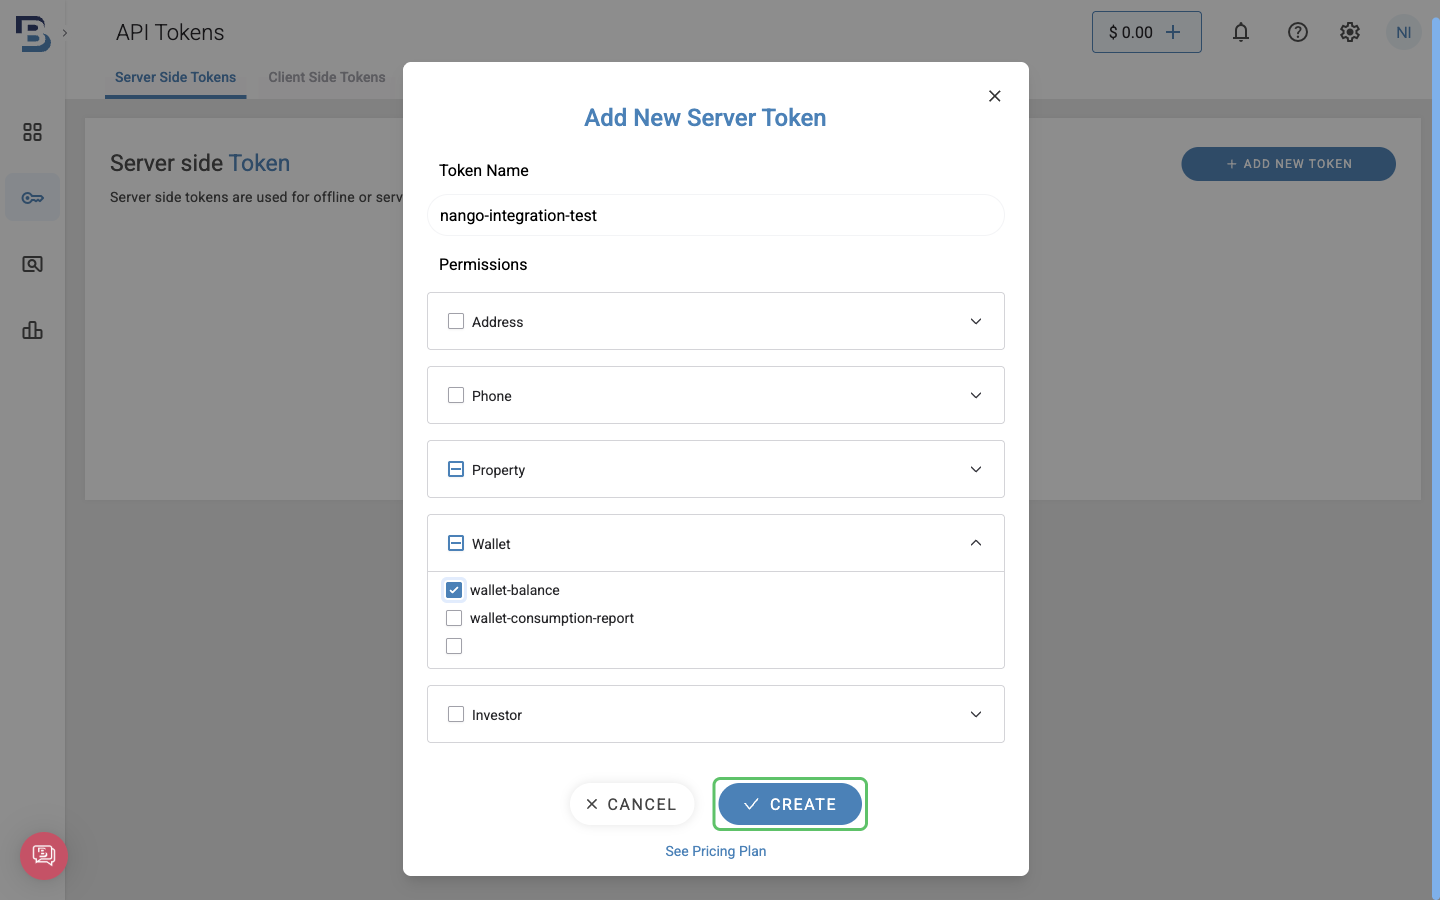 API Tokens
$ 0.00
NI
Server Side Tokens
Client Side Tokens
Server side Token
Server side tokens are used for offline or serv
ADD NEW TOKEN
Add New Server Token
Token Name
nango-integration-test
Permissions
Address
Phone
Property
Wallet
wallet-balance
wallet-consumption-report
Investor
CANCEL
CREATE
See Pricing Plan